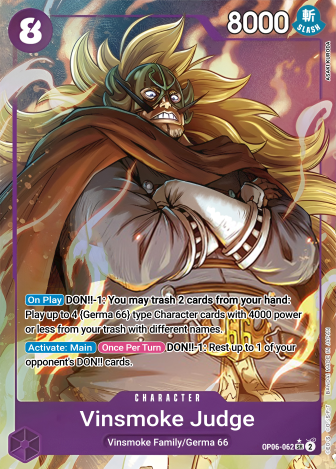 8
8000
斬
SLASH
On Play DON!!-1: You may trash 2 cards from your hand:
Play up to 4 {Germa 66} type Character cards with 4000 power
or less from your trash with different names.
Activate: Main Once Per Turn DON!!-1: Rest up to 1 of your
opponent's DON!! cards.
CHARACTER
Vinsmoke Judge
Vinsmoke Family/Germa 66
OP06-062 SR 2